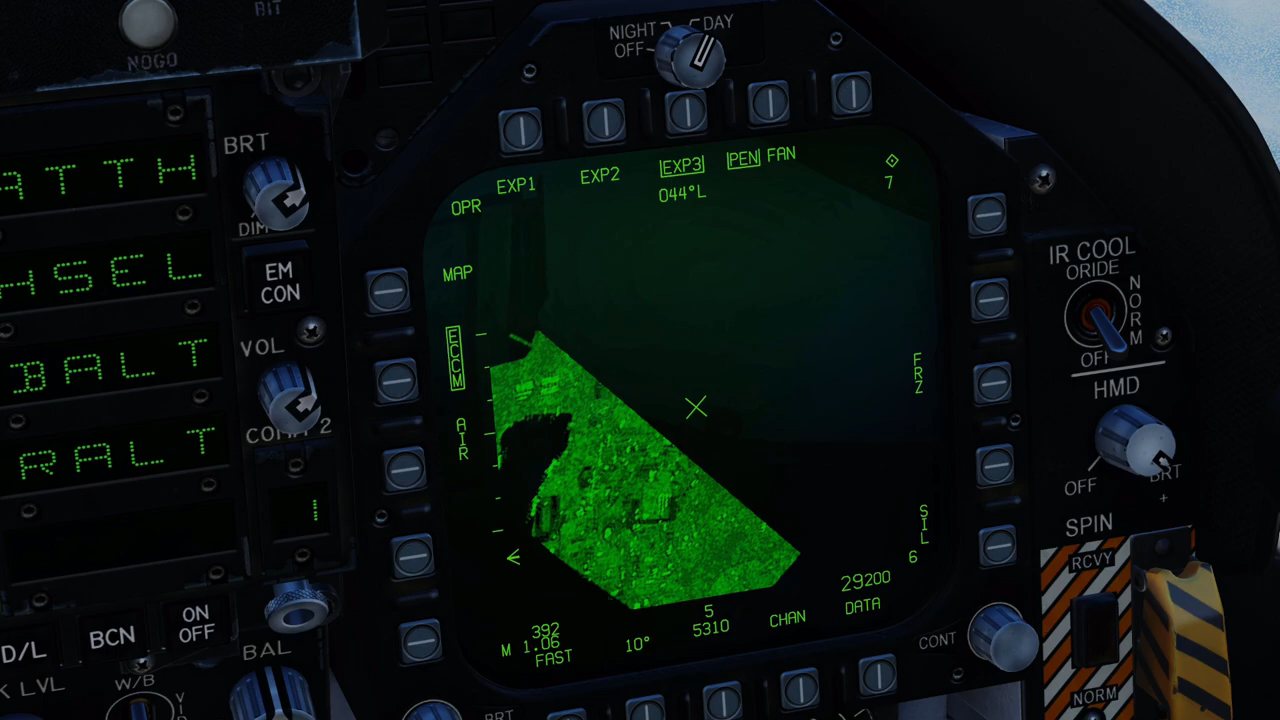 BIT
NOGO
NIGHT DAY
OFF
BRT
DIM
EM
CON
VOL
COMM 2
ATTH
HSEL
BALT
RALT
1
D/L
BCN
ON
OFF
BAL
W/B
BRT
EXP1 EXP2 EXP3 PEN FAN
044°L
7
OPR
MAP
ECCM
AIR
FRZ
SIL
6
392
M 1.06
FAST
10°
5
5310
CHAN
29200
DATA
CONT
IR COOL
ORIDE
NORM
OFF
HMD
OFF
BRT
+
SPIN
RCVY
NORM